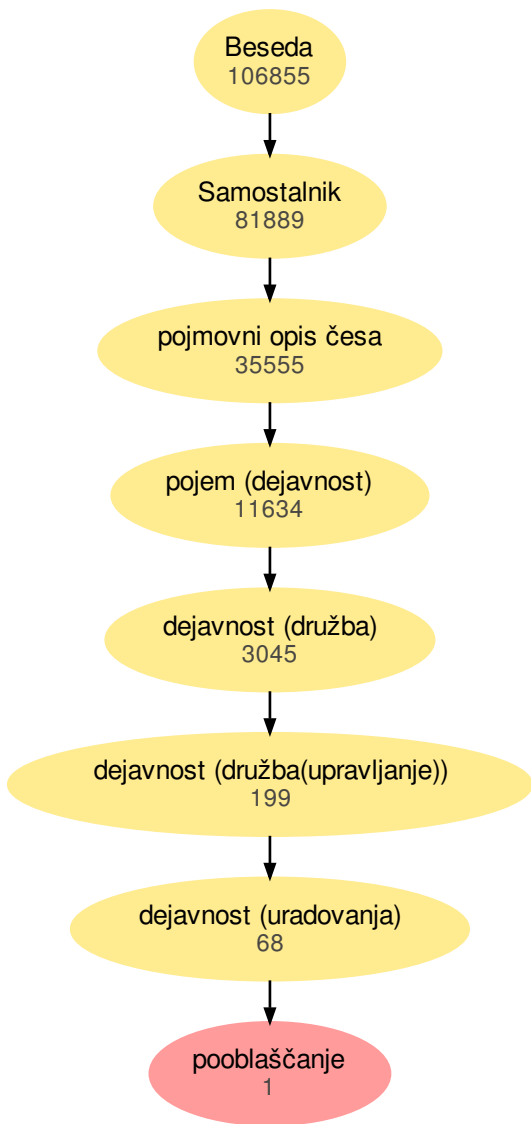 Beseda
106855
Samostalnik
81889
pojmovni opis česa
35555
pojem (dejavnost)
11634
dejavnost (družba)
3045
dejavnost (družba(upravljanje))
199
dejavnost (uradovanja)
68
pooblaščanje
1